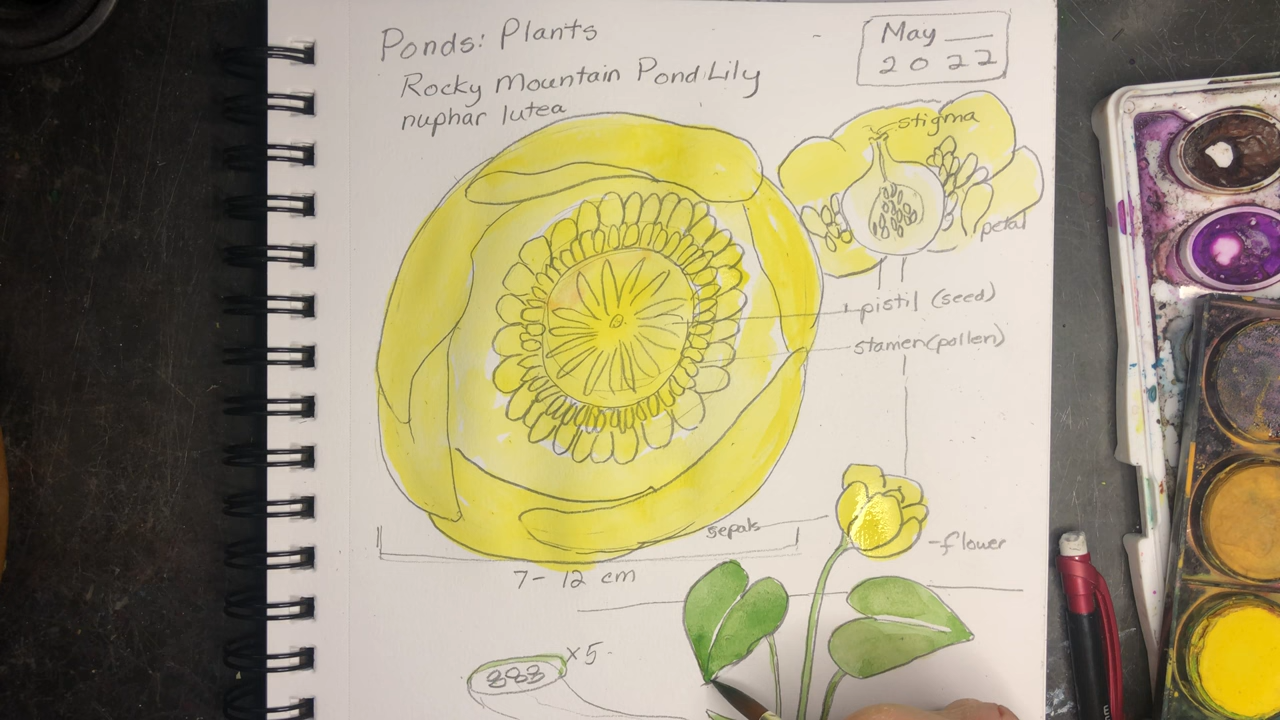 Ponds: Plants
Rocky Mountain Pond Lily
nuphar lutea
May __
2022
stigma
petal
pistil (seed)
stamen (pollen)
sepals
-flower
7-12 cm
x5